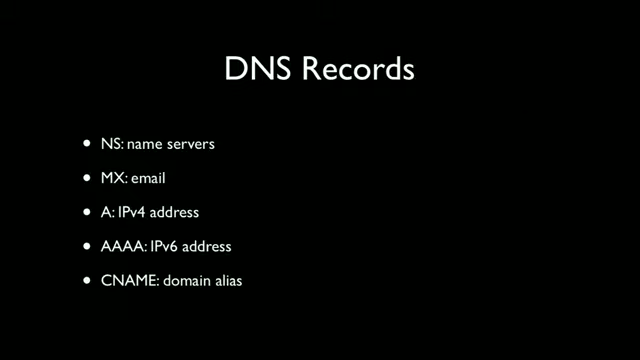 DNS Records
• NS: name servers
• MX: email
• A: IPv4 address
• AAAA: IPv6 address
• CNAME: domain alias